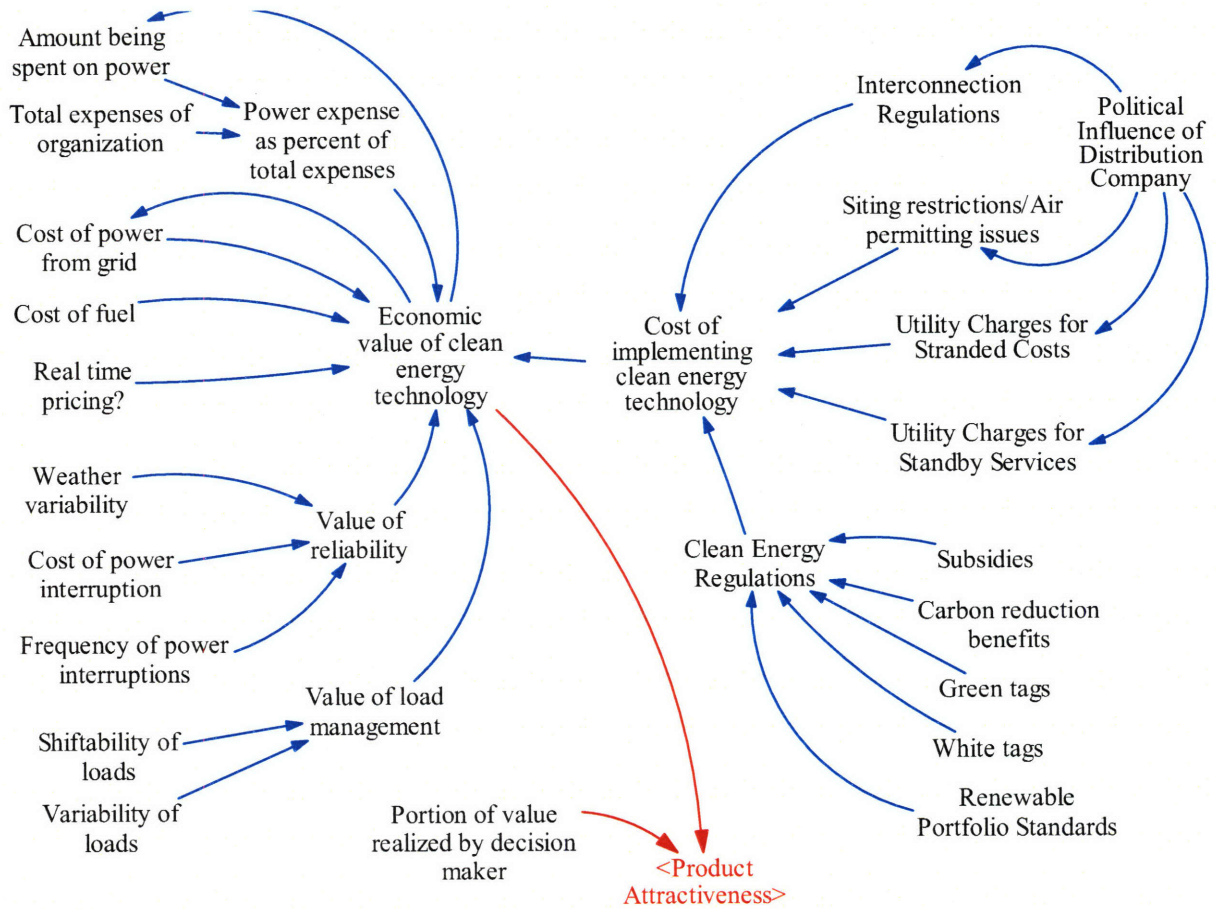 Amount being
spent on power
Total expenses of
organization
Power expense
as percent of
total expenses
Cost of power
from grid
Cost of fuel
Real time
pricing?
Economic
value of clean
energy
technology
Weather
variability
Cost of power
interruption
Frequency of power
interruptions
Value of
reliability
Shiftability of
loads
Variability of
loads
Value of load
management
Portion of value
realized by decision
maker
<Product
Attractiveness>
Cost of
implementing
clean energy
technology
Interconnection
Regulations
Political
Influence of
Distribution
Company
Siting restrictions/Air
permitting issues
Utility Charges for
Stranded Costs
Utility Charges for
Standby Services
Clean Energy
Regulations
Subsidies
Carbon reduction
benefits
Green tags
White tags
Renewable
Portfolio Standards